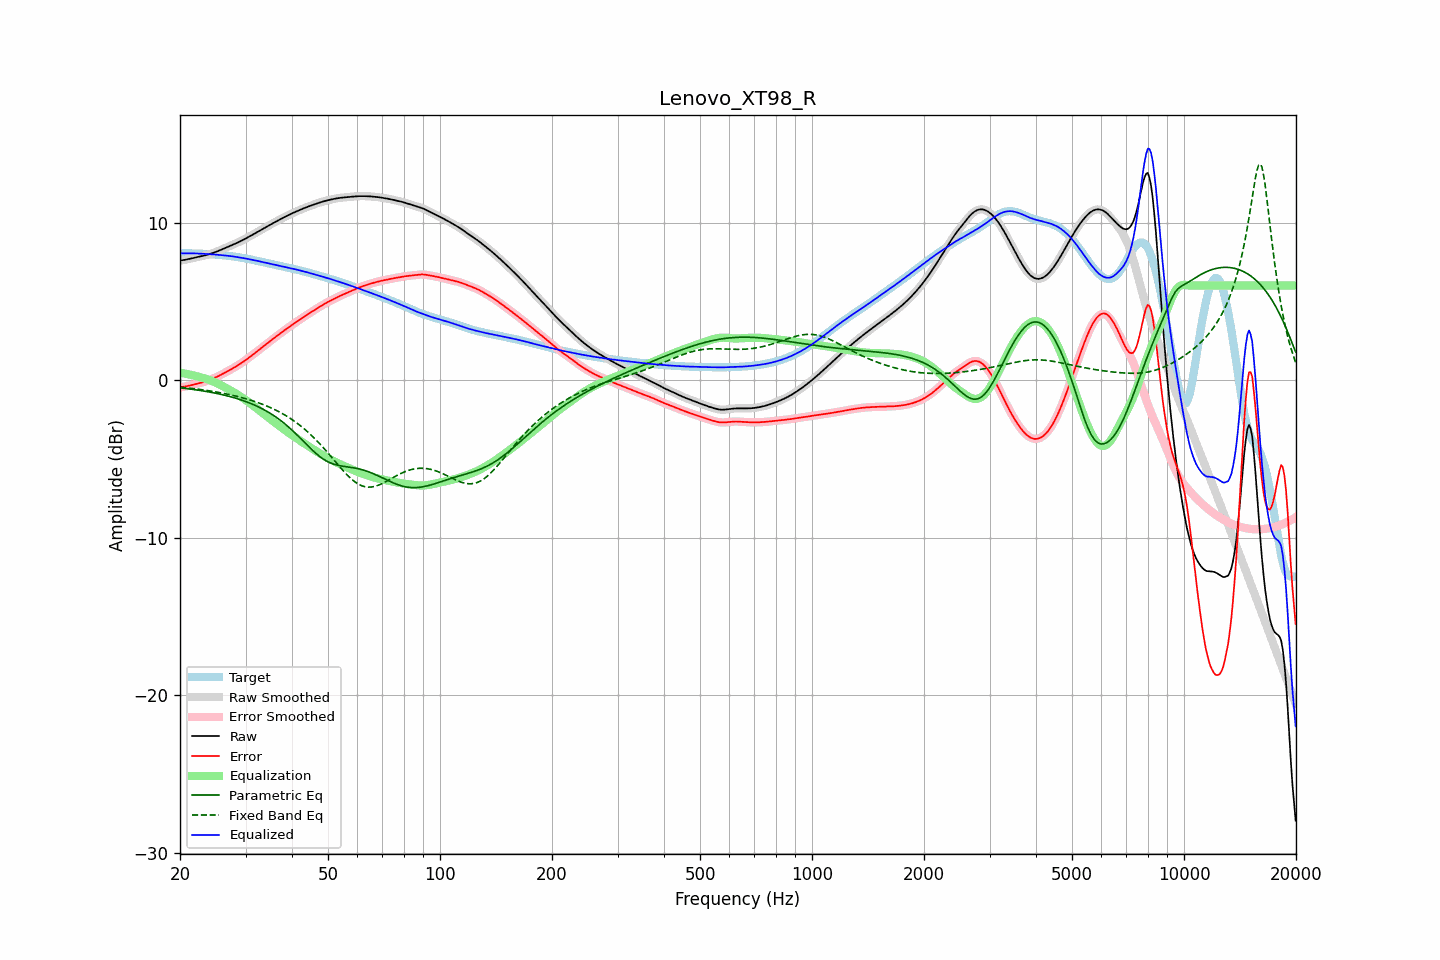 Lenovo_XT98_R
Amplitude (dBr)
10
0
−10
−20
−30
Target
Raw Smoothed
Error Smoothed
Raw
Error
Equalization
Parametric Eq
Fixed Band Eq
Equalized
20 50 100 200 500 1000 2000 5000 10000 20000
Frequency (Hz)